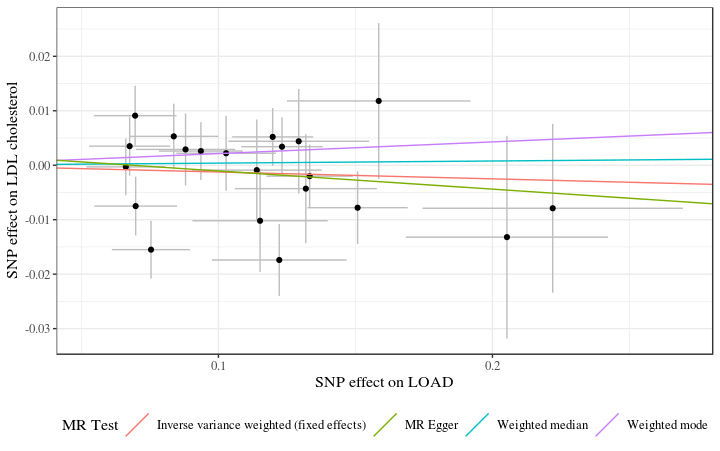 SNP effect on LDL cholesterol
0.02
0.01
0.00
-0.01
-0.02
-0.03
0.1 0.2
SNP effect on LOAD
MR Test Inverse variance weighted (fixed effects) MR Egger Weighted median Weighted mode